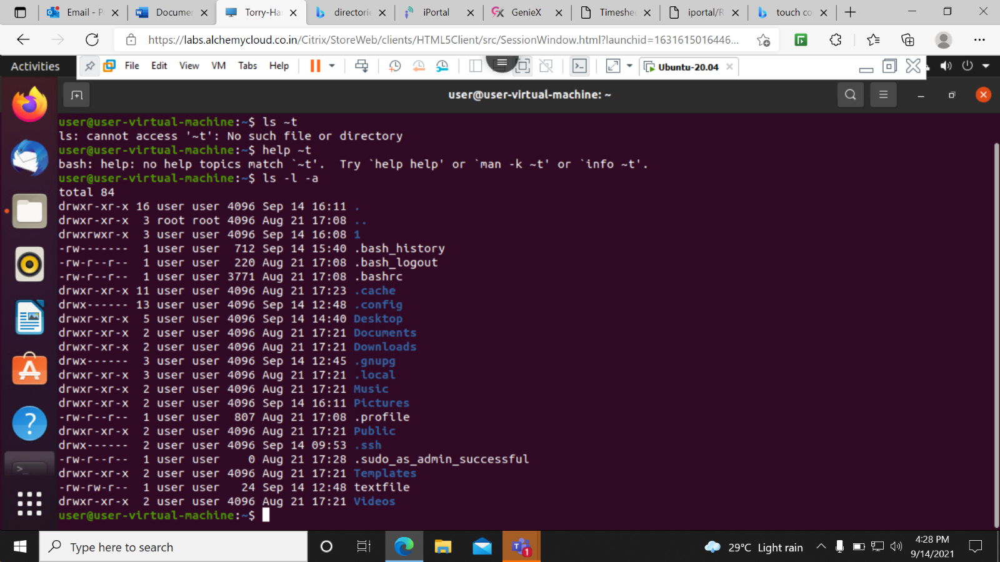 Email - P
Documen
Torry-Ha
directorie
iPortal
GenieX
Timeshe
iportal/R
touch co
https://labs.alchemycloud.co.in/Citrix/StoreWeb/clients/HTML5Client/src/SessionWindow.html?launchid=1631615016446...
Activities
File Edit View VM Tabs Help
Ubuntu-20.04
user@user-virtual-machine: ~
user@user-virtual-machine:~$ ls ~t
ls: cannot access '~t': No such file or directory
user@user-virtual-machine:~$ help ~t
bash: help: no help topics match `~t'.  Try `help help' or `man -k ~t' or `info ~t'.
user@user-virtual-machine:~$ ls -l -a
total 84
drwxr-xr-x 16 user user 4096 Sep 14 16:11 .
drwxr-xr-x  3 root root 4096 Aug 21 17:08 ..
drwxrwxr-x  3 user user 4096 Sep 14 16:08 1
-rw-------  1 user user  712 Sep 14 15:40 .bash_history
-rw-r--r--  1 user user  220 Aug 21 17:08 .bash_logout
-rw-r--r--  1 user user 3771 Aug 21 17:08 .bashrc
drwxr-xr-x 11 user user 4096 Aug 21 17:23 .cache
drwx------ 13 user user 4096 Sep 14 12:48 .config
drwxr-xr-x  5 user user 4096 Sep 14 14:40 Desktop
drwxr-xr-x  2 user user 4096 Aug 21 17:21 Documents
drwxr-xr-x  2 user user 4096 Aug 21 17:21 Downloads
drwx------  3 user user 4096 Sep 14 12:45 .gnupg
drwxr-xr-x  3 user user 4096 Aug 21 17:21 .local
drwxr-xr-x  2 user user 4096 Aug 21 17:21 Music
drwxr-xr-x  2 user user 4096 Sep 14 16:11 Pictures
-rw-r--r--  1 user user  807 Aug 21 17:08 .profile
drwxr-xr-x  2 user user 4096 Aug 21 17:21 Public
drwx------  2 user user 4096 Sep 14 09:53 .ssh
-rw-r--r--  1 user user    0 Aug 21 17:28 .sudo_as_admin_successful
drwxr-xr-x  2 user user 4096 Aug 21 17:21 Templates
-rw-rw-r--  1 user user   24 Sep 14 12:48 textfile
drwxr-xr-x  2 user user 4096 Aug 21 17:21 Videos
user@user-virtual-machine:~$
Type here to search
1
29°C Light rain
4:28 PM
9/14/2021